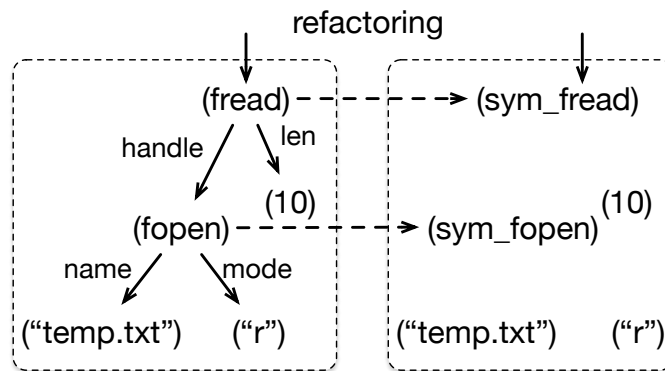 refactoring
(fread)
(sym_fread)
handle
len
(10)
(10)
(fopen)
(sym_fopen)
name
mode
(“temp.txt”)
(“r”)
(“temp.txt”)
(“r”)